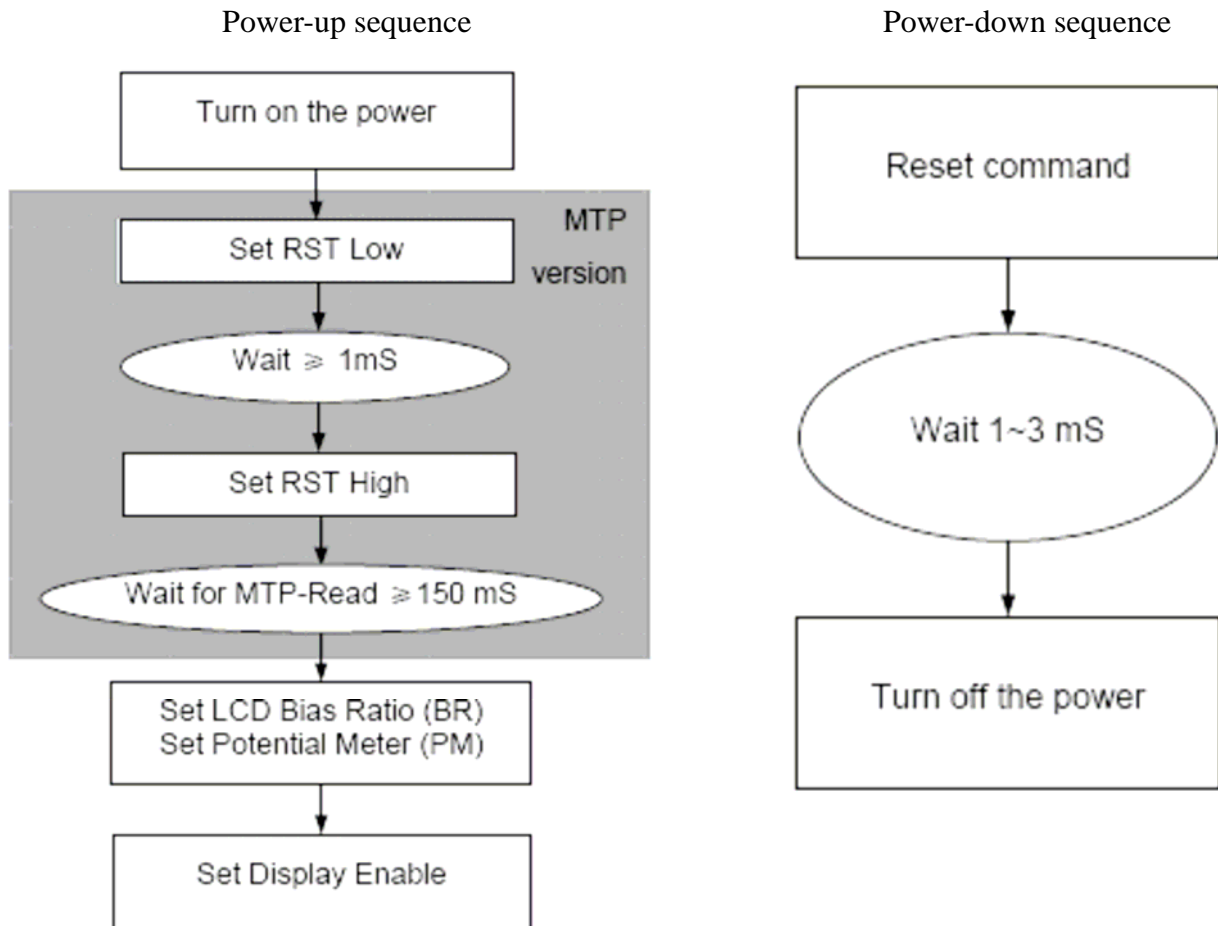 Power-up sequence
Turn on the power
MTP
version
Set RST Low
Wait ⩾ 1mS
Set RST High
Wait for MTP-Read ⩾150 mS
Set LCD Bias Ratio (BR)
Set Potential Meter (PM)
Set Display Enable
Power-down sequence
Reset command
Wait 1~3 mS
Turn off the power